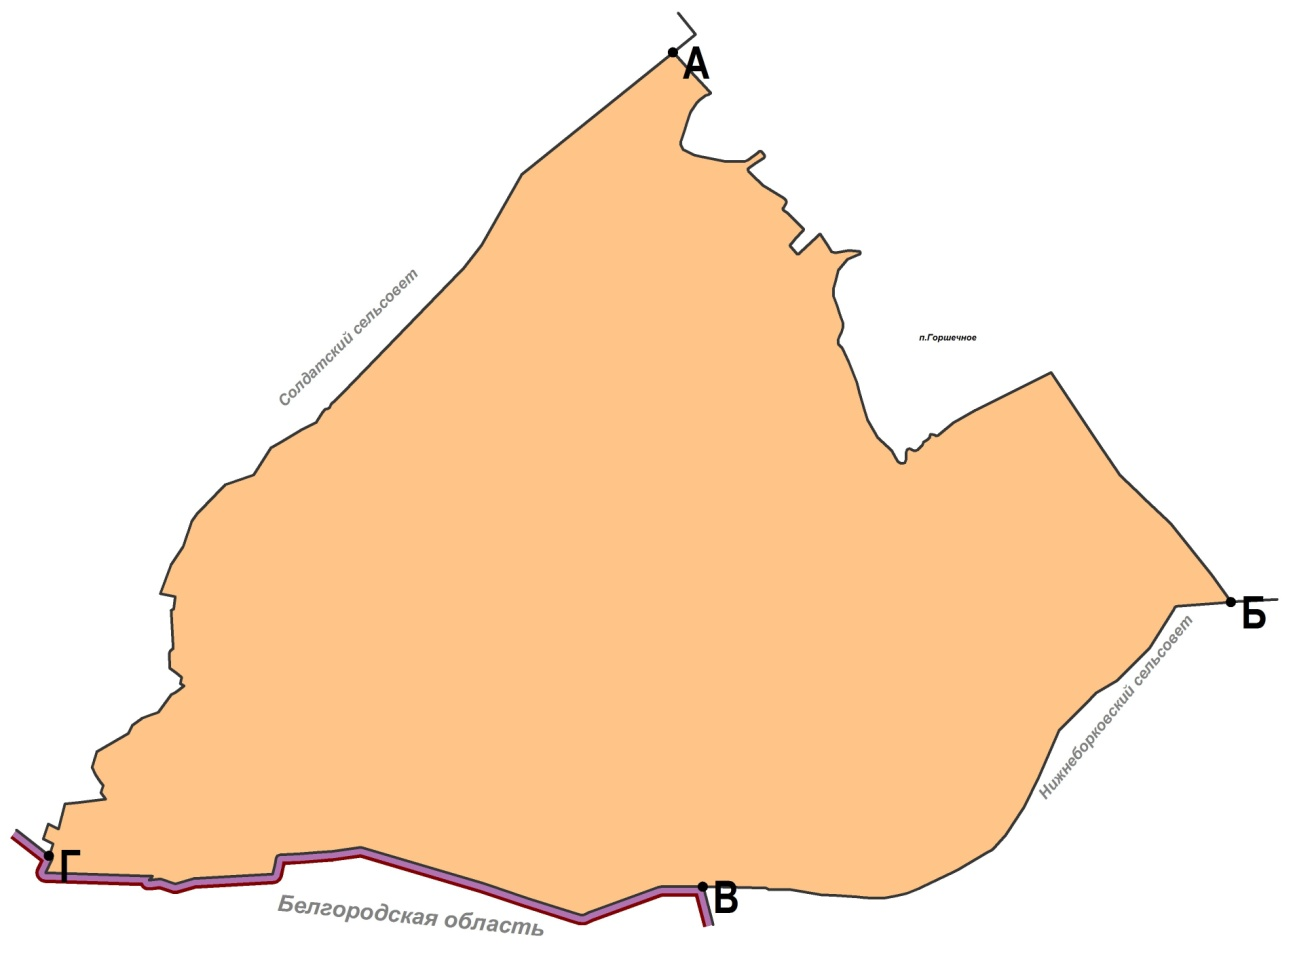 А
Солдатский сельсовет
п.Горшечное
Б
Нижнеборковский сельсовет
Г
В
Белгородская область